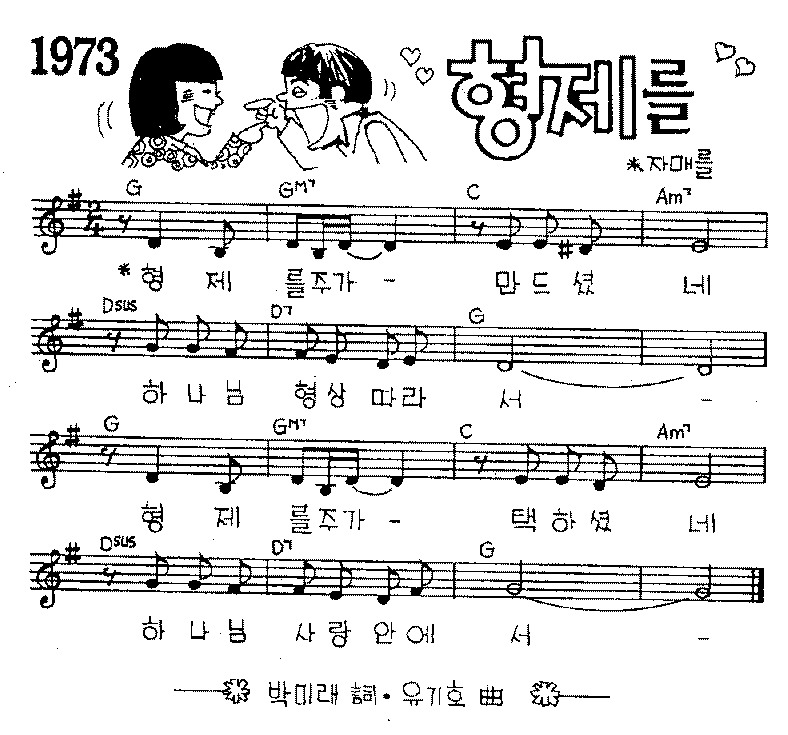 1973 형제를
*자매를
G GM7 C Am7
*형 제 를주가 - 만 드 셨 네
Dsus D7 G
하 나 님 형상 따라 서 -
G GM7 C Am7
형 제 를주가 - 택 하 셨 네
Dsus D7 G
하 나 님 사 랑 안에 서 -
박미래 詞 · 유기호 曲